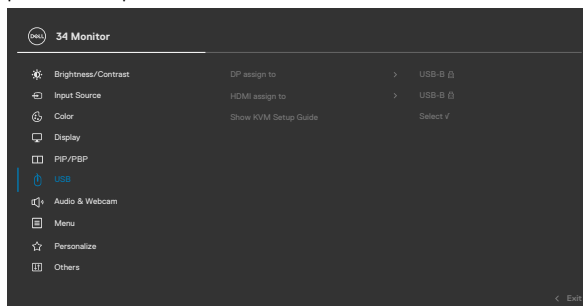 DELL 34 Monitor
Brightness/Contrast DP assign to > USB-B
Input Source HDMI assign to > USB-B
Color Show KVM Setup Guide Select √
Display
PIP/PBP
USB
Audio & Webcam
Menu
Personalize
Others
< Exit